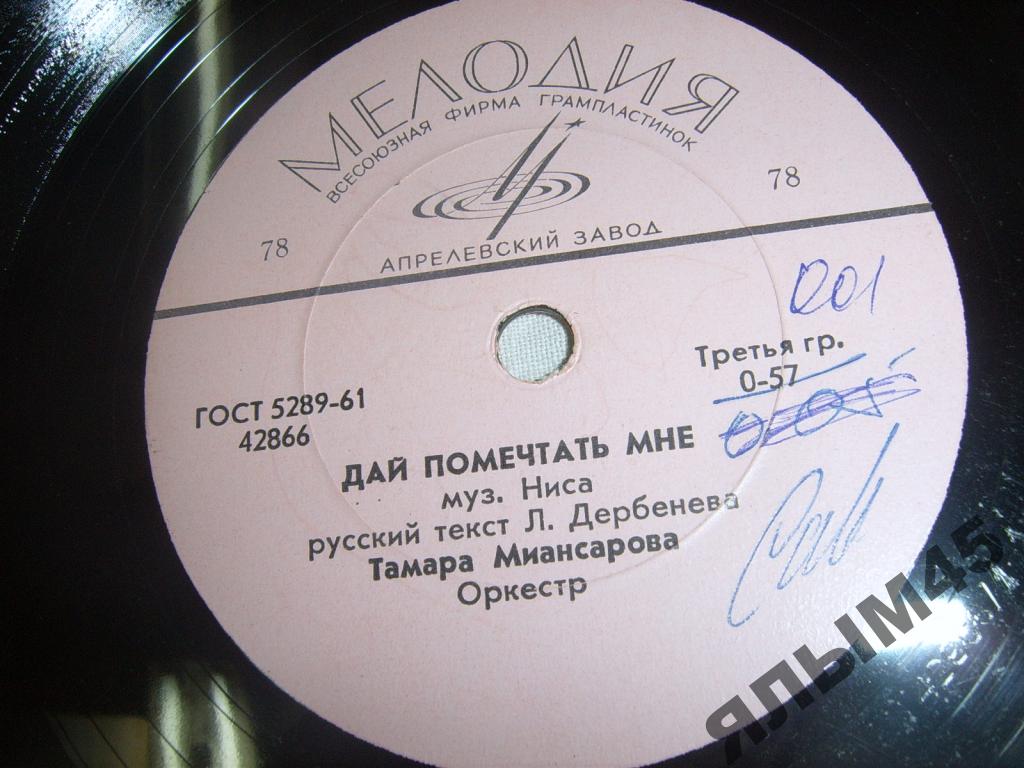 МЕЛОДИЯ
ВСЕСОЮЗНАЯ ФИРМА ГРАМПЛАСТИНОК
78
78
АПРЕЛЕВСКИЙ ЗАВОД
001
Третья гр.
0-57
ГОСТ 5289-61
42866
ДАЙ ПОМЕЧТАТЬ МНЕ
муз. Ниса
русский текст Л. Дербенева
Тамара Миансарова
Оркестр
ЯЛЫМ45